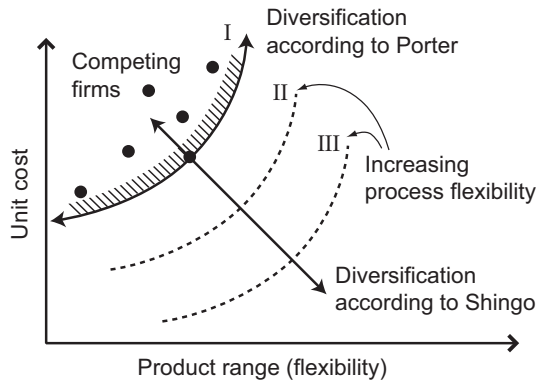 I
Diversification
according to Porter
Competing
firms
II
III
Increasing
process flexibility
Unit cost
Diversification
according to Shingo
Product range (flexibility)